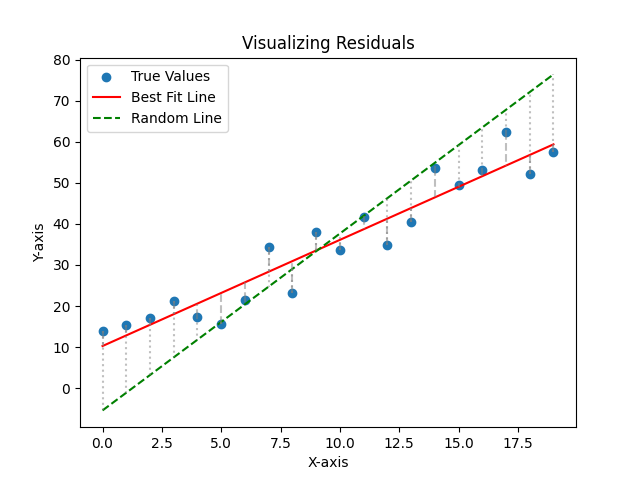 Visualizing Residuals
True Values
Best Fit Line
Random Line
80
70
60
50
40
30
20
10
0
Y-axis
0.0 2.5 5.0 7.5 10.0 12.5 15.0 17.5
X-axis